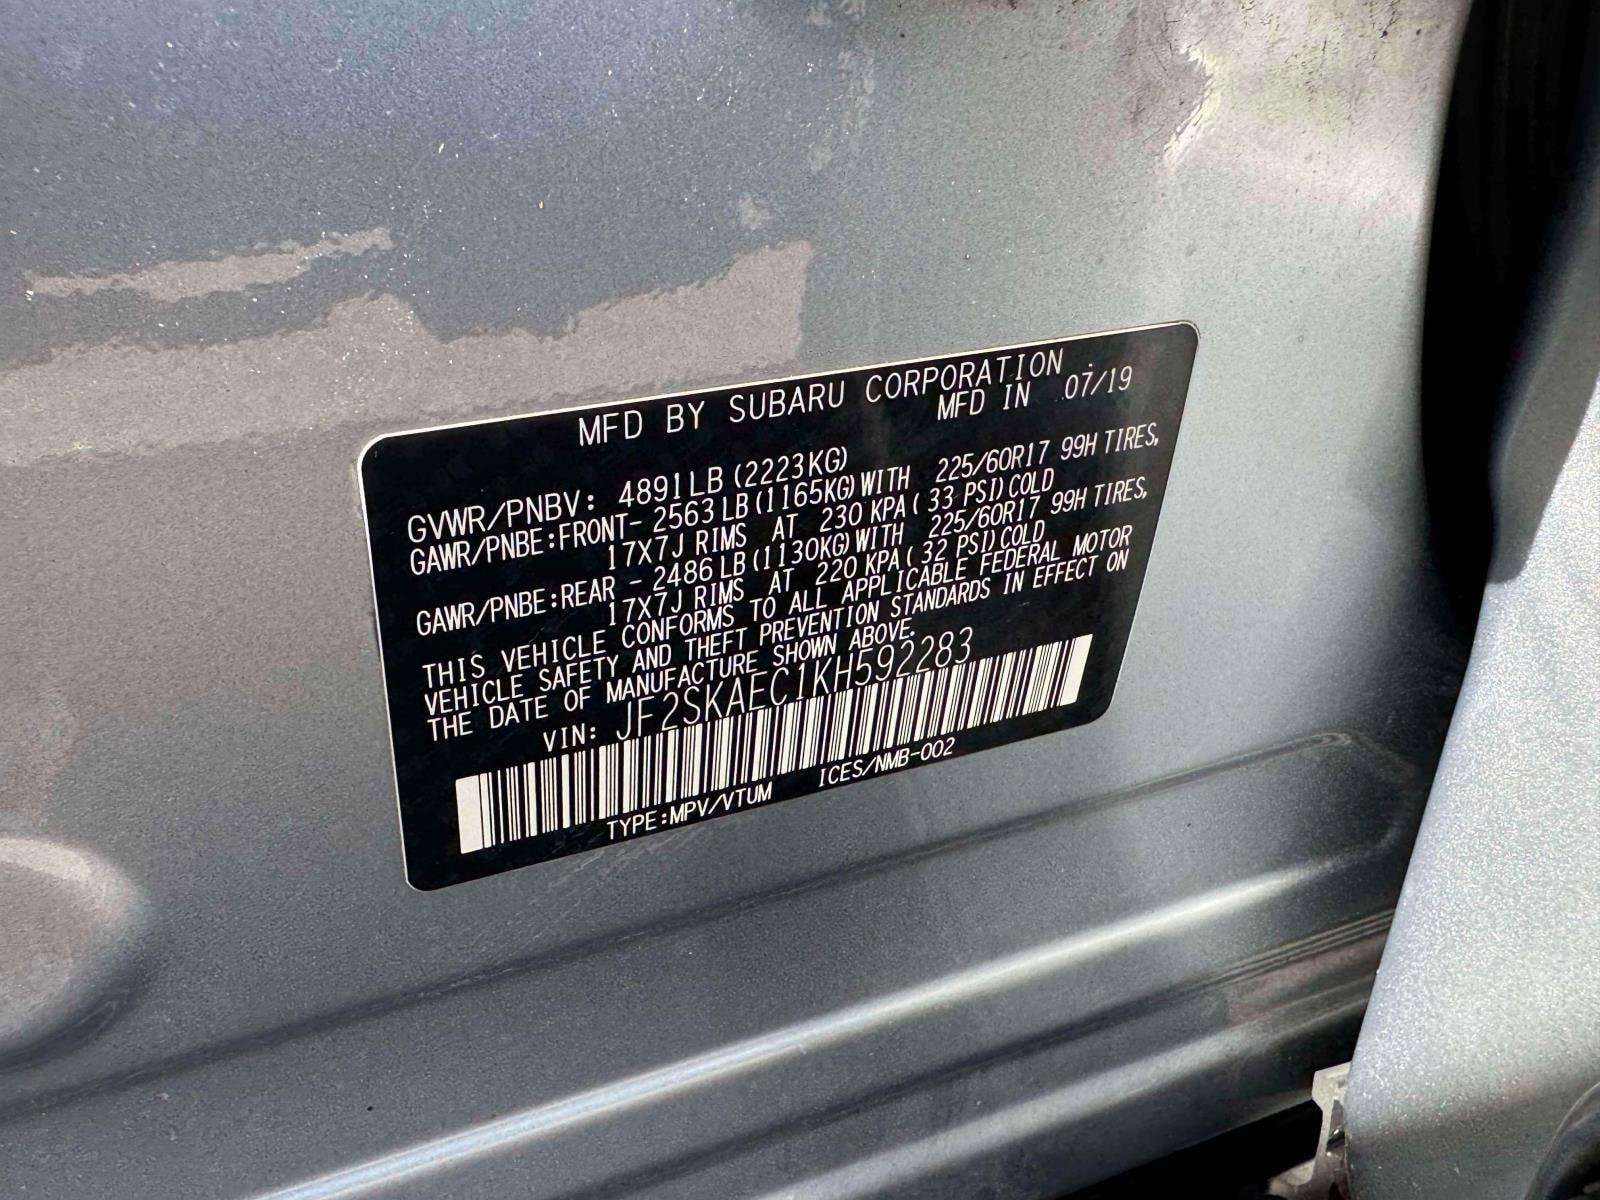 MFD BY SUBARU CORPORATION
MFD IN 07/19
GVWR/PNBV: 4891LB (2223KG)
GAWR/PNBE:FRONT- 2563LB(1165KG)WITH 225/60R17 99H TIRES,
17X7J RIMS AT 230 KPA( 33 PSI)COLD
GAWR/PNBE:REAR - 2486LB(1130KG)WITH 225/60R17 99H TIRES,
17X7J RIMS AT 220 KPA( 32 PSI)COLD
THIS VEHICLE CONFORMS TO ALL APPLICABLE FEDERAL MOTOR
VEHICLE SAFETY AND THEFT PREVENTION STANDARDS IN EFFECT ON
THE DATE OF MANUFACTURE SHOWN ABOVE.
VIN: JF2SKAEC1KH592283
TYPE:MPV/VTUM ICES/NMB-002